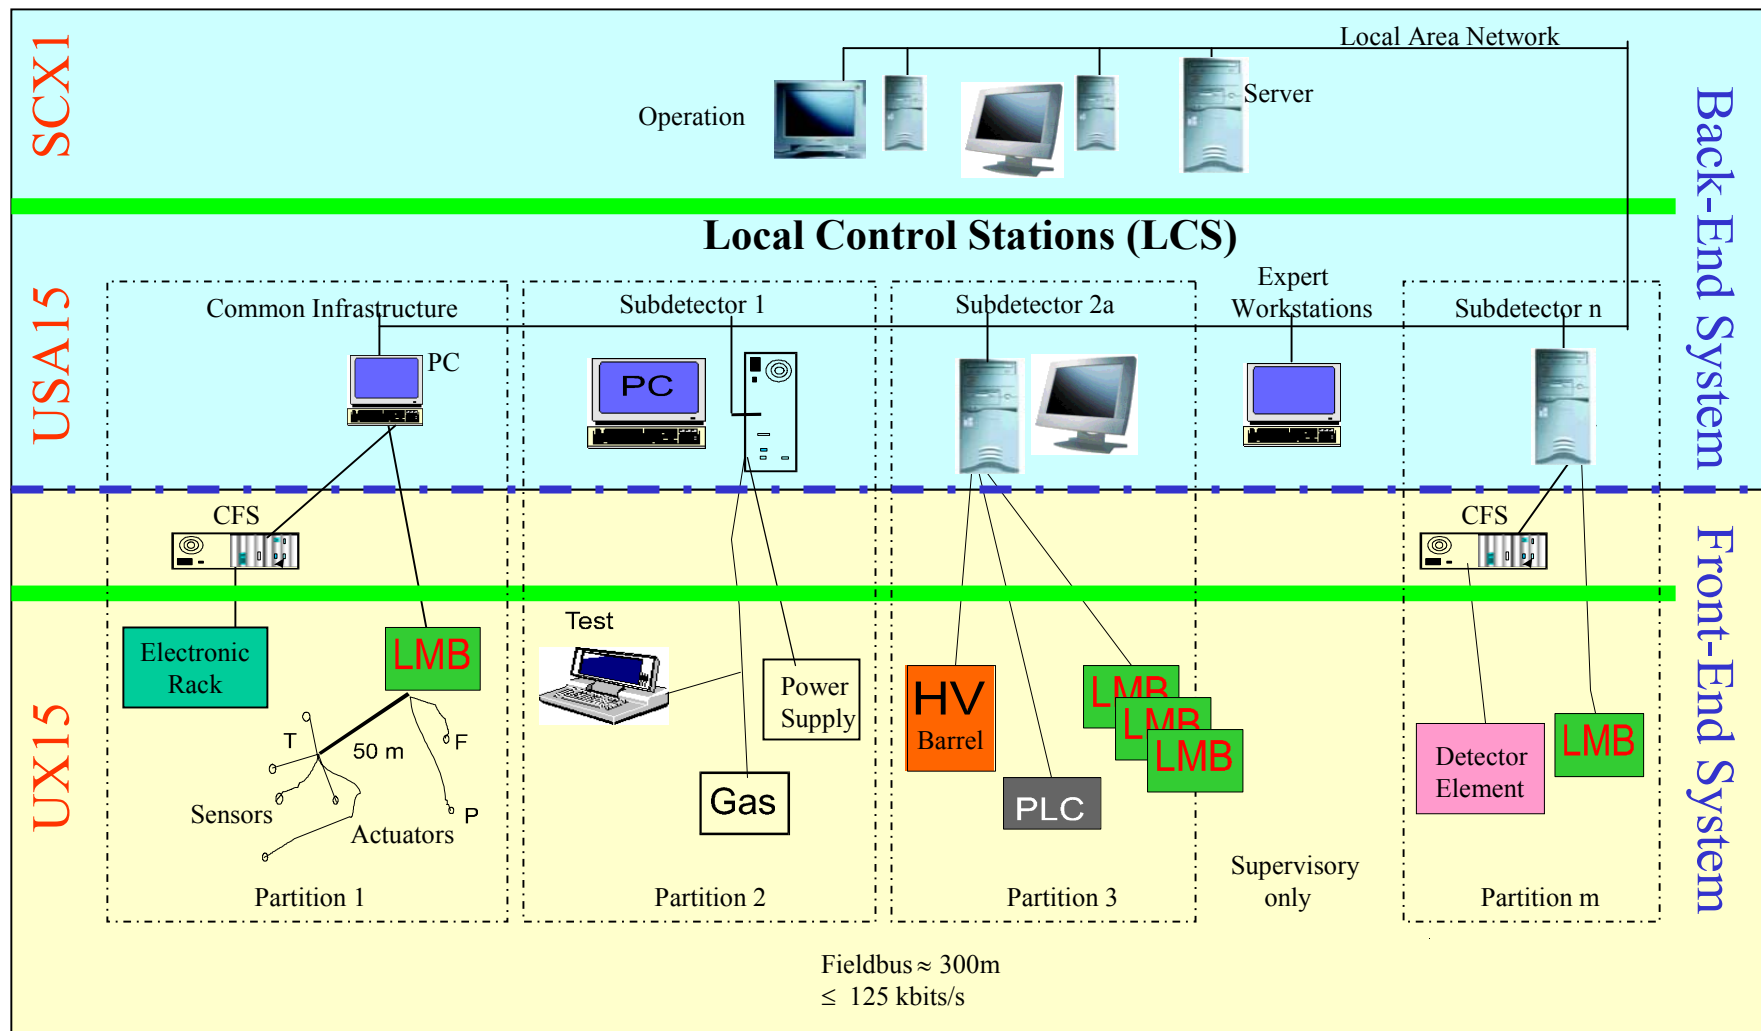 SCX1
Local Area Network
Operation
Server
Back-End System
Local Control Stations (LCS)
USA15
Common Infrastructure
Subdetector 1
Subdetector 2a
Expert
Workstations
Subdetector n
PC
PC
CFS
CFS
Front-End System
UX15
Electronic
Rack
LMB
T
50 m
F
P
Sensors
Actuators
Test
Power
Supply
Gas
HV
Barrel
PLC
LMB
LMB
LMB
Detector
Element
LMB
Supervisory
only
Partition 1
Partition 2
Partition 3
Partition m
Fieldbus ≈ 300m
≤ 125 kbits/s